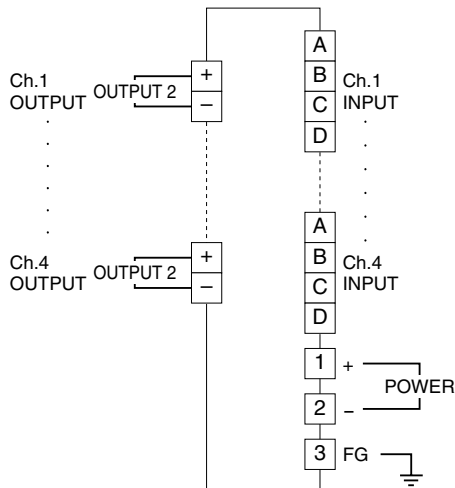 Ch.1
OUTPUT
OUTPUT 2
+
–
A
B
C
D
Ch.1
INPUT
Ch.4
OUTPUT
OUTPUT 2
+
–
A
B
C
D
Ch.4
INPUT
1 +
POWER
2 –
3 FG